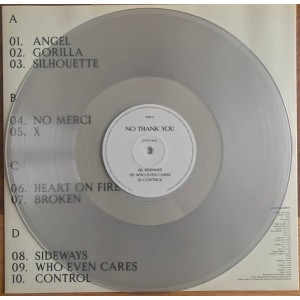 A
01. ANGEL
02. GORILLA
03. SILHOUETTE
B
04. NO MERCI
05. X
C
06. HEART ON FIRE
07. BROKEN
D
08. SIDEWAYS
09. WHO EVEN CARES
10. CONTROL
NO THANK YOU
08. SIDEWAYS
09. WHO EVEN CARES
10. CONTROL